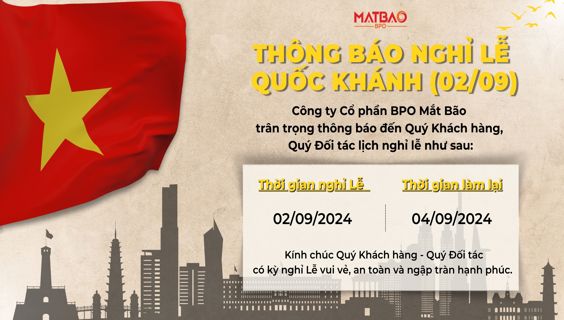 MATBAO
BPO
THÔNG BÁO NGHỈ LỄ
QUỐC KHÁNH (02/09)
Công ty Cổ phần BPO Mắt Bão
trân trọng thông báo đến Quý Khách hàng,
Quý Đối tác lịch nghỉ lễ như sau:
Thời gian nghỉ Lễ
Thời gian làm lại
02/09/2024
04/09/2024
Kính chúc Quý Khách hàng - Quý Đối tác
có kỳ nghỉ Lễ vui vẻ, an toàn và ngập tràn hạnh phúc.